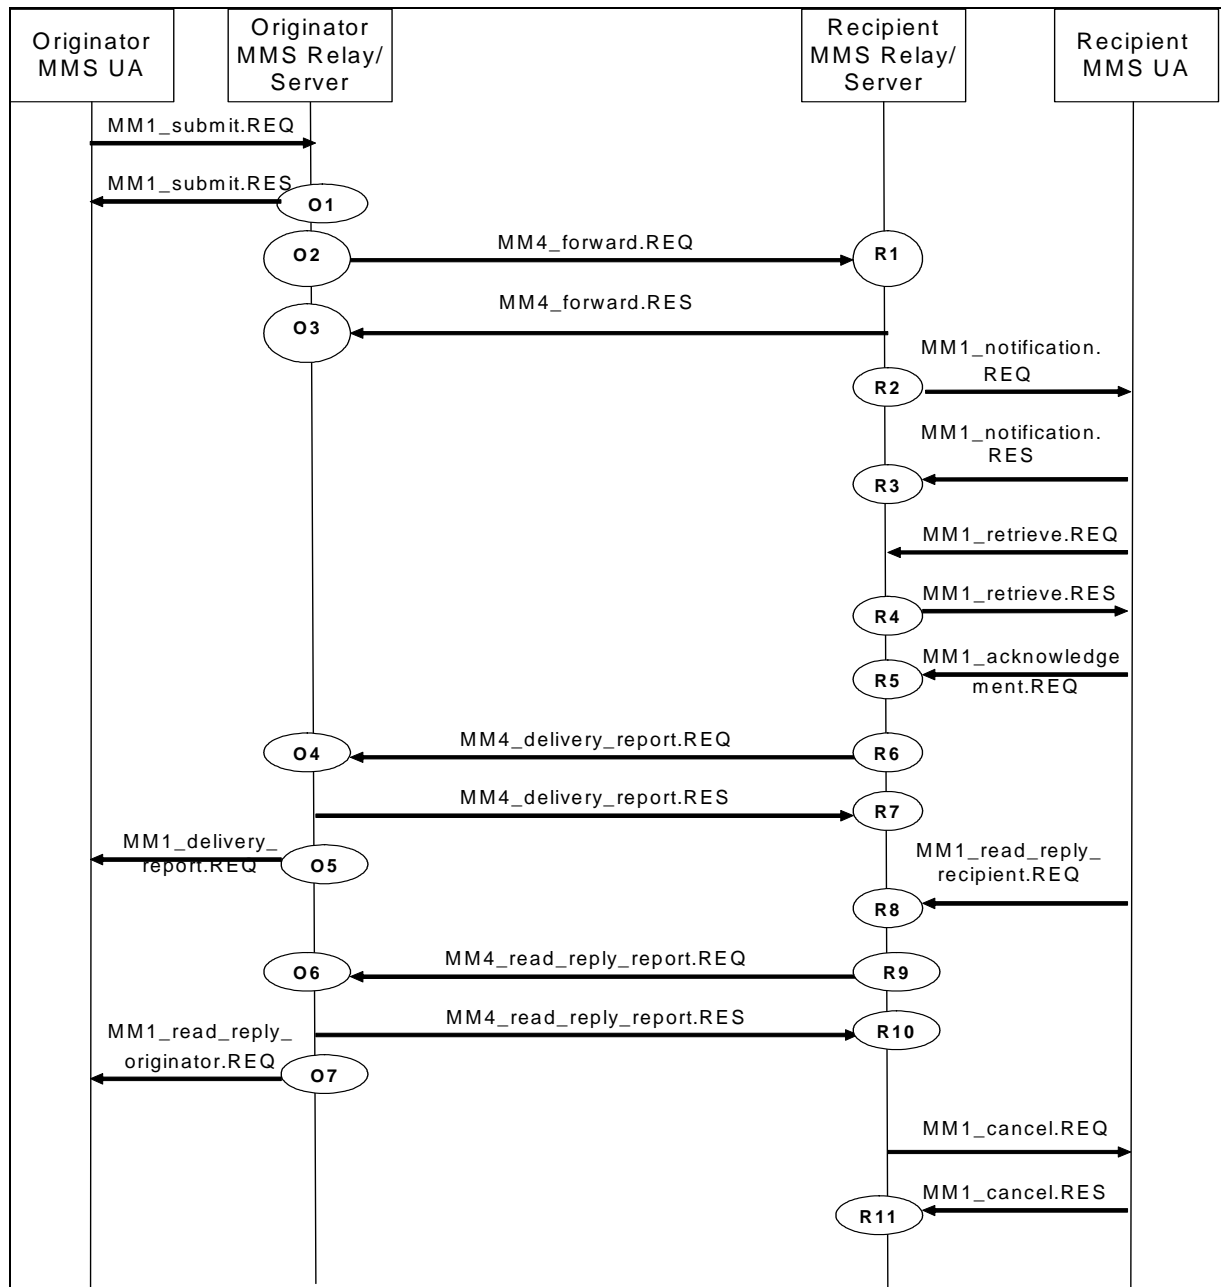 Originator
MMS UA
Originator
MMS Relay/
Server
Recipient
MMS Relay/
Server
Recipient
MMS UA
MM1_submit.REQ
MM1_submit.RES
O1
O2
MM4_forward.REQ
R1
MM4_forward.RES
O3
MM1_notification.
REQ
R2
MM1_notification.
RES
R3
MM1_retrieve.REQ
MM1_retrieve.RES
R4
MM1_acknowledge
ment.REQ
R5
MM4_delivery_report.REQ
O4
R6
MM4_delivery_report.RES
R7
MM1_delivery_
report.REQ
O5
MM1_read_reply_
recipient.REQ
R8
MM4_read_reply_report.REQ
O6
R9
MM4_read_reply_report.RES
R10
MM1_read_reply_
originator.REQ
O7
MM1_cancel.REQ
MM1_cancel.RES
R11